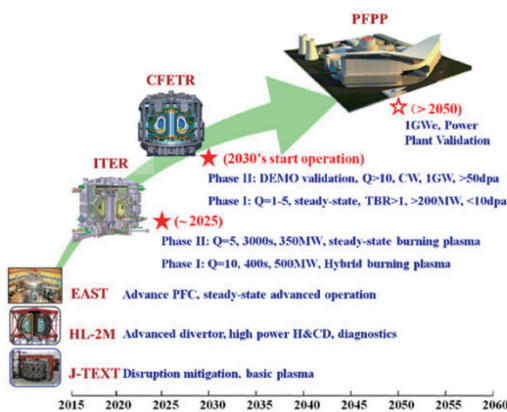 PFPP
CFETR
(> 2050)
1GWe, Power
Plant Validation
ITER
(2030's start operation)
Phase II: DEMO validation, Q>10, CW, 1GW, >50dpa
Phase I: Q=1-5, steady-state, TBR>1, >200MW, <10dpa
(~ 2025)
Phase II: Q=5, 3000s, 350MW, steady-state burning plasma
Phase I: Q=10, 400s, 500MW, Hybrid burning plasma
EAST Advance PFC, steady-state advanced operation
HL-2M Advanced divertor, high power H&CD, diagnostics
J-TEXT Disruption mitigation, basic plasma
2015 2020 2025 2030 2035 2040 2045 2050 2055 2060